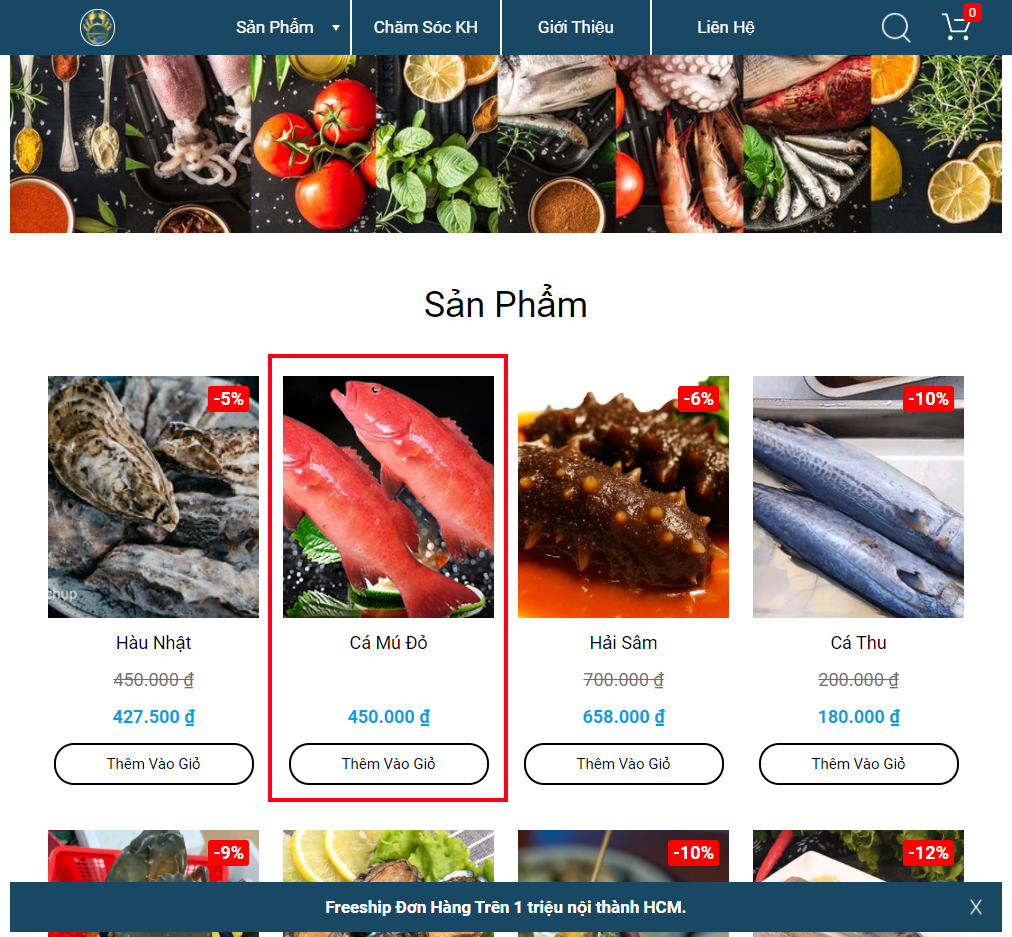 Sản Phẩm ▼ Chăm Sóc KH Giới Thiệu Liên Hệ 0
Sản Phẩm
-5% -6% -10%
chup
Hàu Nhật Cá Mú Đỏ Hải Sâm Cá Thu
450.000 ₫ 700.000 ₫ 200.000 ₫
427.500 ₫ 450.000 ₫ 658.000 ₫ 180.000 ₫
Thêm Vào Giỏ Thêm Vào Giỏ Thêm Vào Giỏ Thêm Vào Giỏ
-9% -10% -12%
Freeship Đơn Hàng Trên 1 triệu nội thành HCM. X